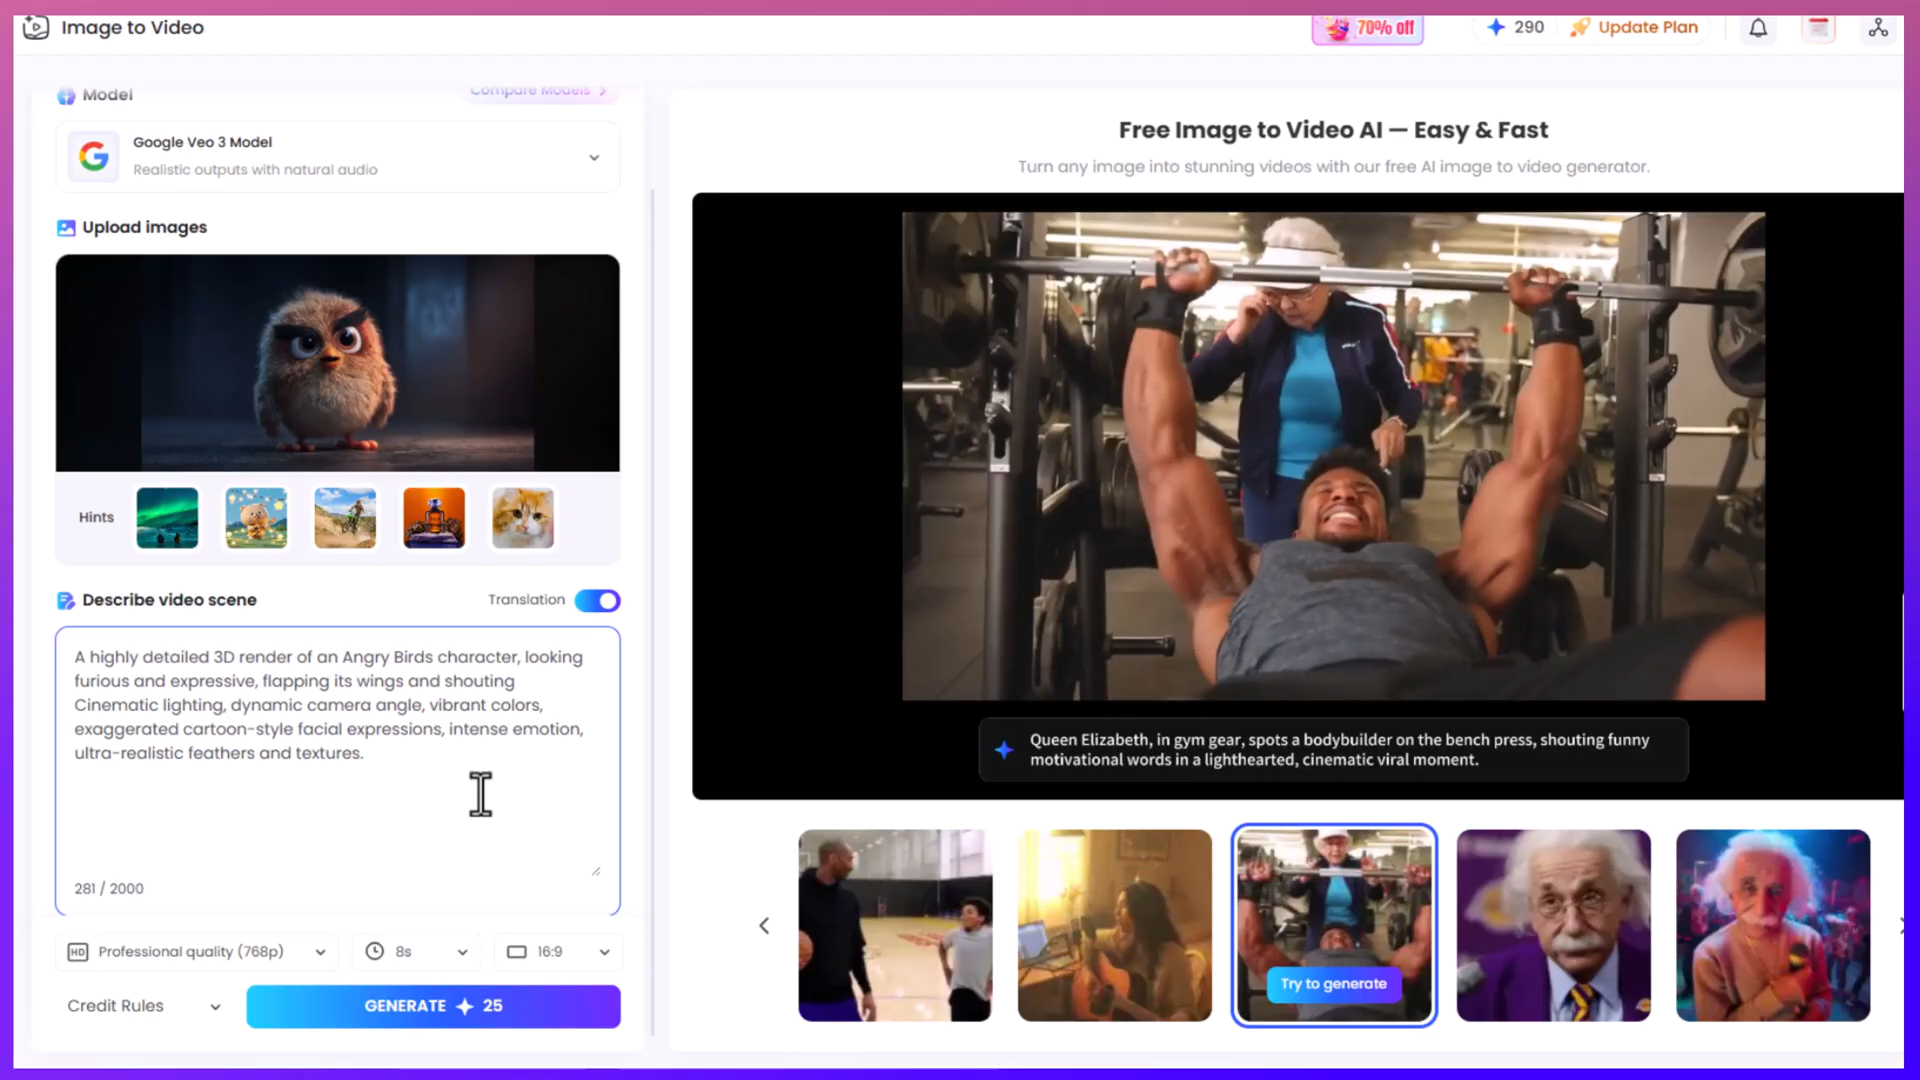 Image to Video
70% off
290
Update Plan
Model
Compare Models
Google Veo 3 Model
Realistic outputs with natural audio
Upload images
Hints
Describe video scene
Translation
A highly detailed 3D render of an Angry Birds character, looking
furious and expressive, flapping its wings and shouting
Cinematic lighting, dynamic camera angle, vibrant colors,
exaggerated cartoon-style facial expressions, intense emotion,
ultra-realistic feathers and textures.
281 / 2000
HD Professional quality (768p)
8s
16:9
Credit Rules
GENERATE 25
Free Image to Video AI — Easy & Fast
Turn any image into stunning videos with our free AI image to video generator.
Queen Elizabeth, in gym gear, spots a bodybuilder on the bench press, shouting funny
motivational words in a lighthearted, cinematic viral moment.
Try to generate